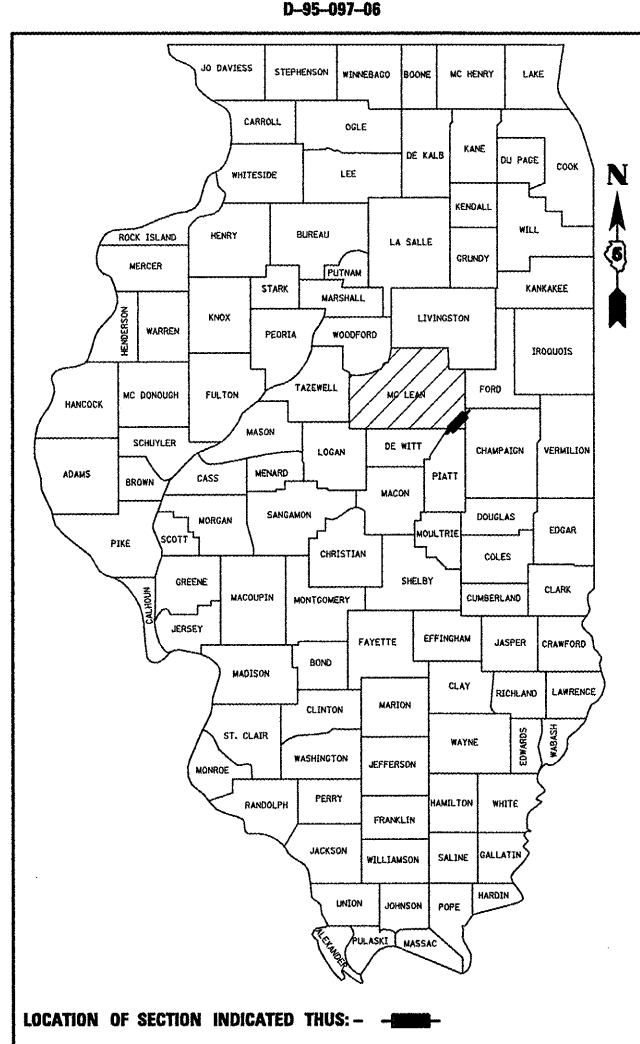 D-95-097-06
JO DAVIESS STEPHENSON WINNEBAGO BOONE MC HENRY LAKE
CARROLL OGLE DE KALB KANE DU PAGE COOK
WHITESIDE LEE
N
KENDALL WILL
ROCK ISLAND HENRY BUREAU LA SALLE GRUNDY
5
MERCER PUTNAM
STARK MARSHALL KANKAKEE
HENDERSON WARREN KNOX PEORIA WOODFORD LIVINGSTON
IROQUOIS
HANCOCK MC DONOUGH FULTON TAZEWELL MC LEAN FORD
SCHUYLER MASON LOGAN DE WITT CHAMPAIGN VERMILION
ADAMS BROWN CASS MENARD MACON PIATT
PIKE SCOTT MORGAN SANGAMON CHRISTIAN MOULTRIE DOUGLAS EDGAR
COLES
CALHOUN GREENE MACOUPIN MONTGOMERY SHELBY CUMBERLAND CLARK
JERSEY FAYETTE EFFINGHAM JASPER CRAWFORD
MADISON BOND
CLINTON MARION CLAY RICHLAND LAWRENCE
ST. CLAIR WASHINGTON JEFFERSON WAYNE EDWARDS WABASH
MONROE
RANDOLPH PERRY FRANKLIN HAMILTON WHITE
JACKSON WILLIAMSON SALINE GALLATIN
UNION JOHNSON POPE HARDIN
ALEXANDER PULASKI MASSAC
LOCATION OF SECTION INDICATED THUS: -